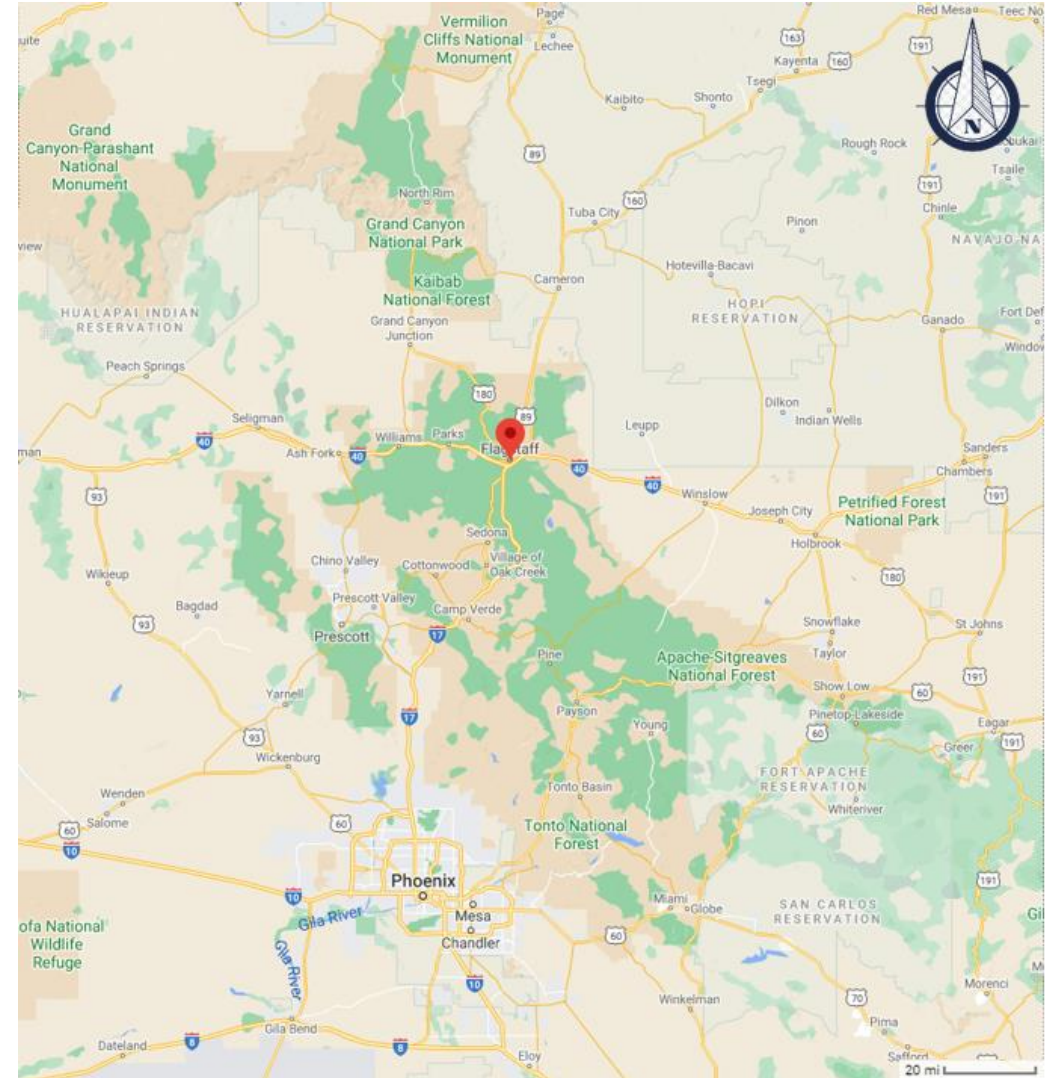 Page
Red Mesa
Teec No
Vermilion
Cliffs National
Monument
Lechee
163
191
Kayenta
160
Tsegi
Kaibito
Shonto
N
Grand
Canyon-Parashant
National
Monument
89
Rough Rock
bukai
Tsaile
191
North Rim
160
Tuba City
Chinle
Grand Canyon
National Park
Pinon
NAVAJO NA
view
Hotevilla-Bacavi
Kaibab
National Forest
Cameron
HUALAPAI INDIAN
RESERVATION
HOPI
RESERVATION
Grand Canyon
Junction
Ganado
Fort Def
Window
Peach Springs
180
Dilkon
Indian Wells
Seligman
89
Leupp
40
Williams
Parks
Flagstaff
man
Ash Fork
40
40
Sanders
Chambers
40
93
Winslow
191
Joseph City
Petrified Forest
National Park
Sedona
Holbrook
Chino Valley
Cottonwood
Village of
Oak Creek
Wikieup
180
Bagdad
Prescott Valley
Camp Verde
93
Snowflake
St Johns
Prescott
17
Taylor
Pine
Apache-Sitgreaves
National Forest
191
Yarnell
Show Low
60
17
Payson
Young
Pinetop-Lakeside
Eagar
93
60
191
Wickenburg
Greer
FORT APACHE
RESERVATION
Wenden
Tonto Basin
Whiteriver
Salome
60
60
Tonto National
Forest
10
Phoenix
191
10
Miami
Globe
SAN CARLOS
RESERVATION
Gila River
Mesa
Gil
ofa National
Wildlife
Refuge
60
Chandler
Gila River
10
Morenci
Winkelman
70
Gila Bend
Pima
Dateland
8
8
Eloy
Safford
20 mi